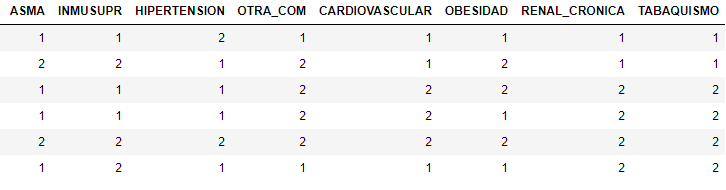 ASMA INMUSUPR HIPERTENSION OTRA_COM CARDIOVASCULAR OBESIDAD RENAL_CRONICA TABAQUISMO
1 1 2 1 1 1 1 1
2 2 1 2 1 2 1 1
1 1 1 2 2 2 2 2
1 1 1 2 2 1 2 2
2 2 2 2 2 2 2 2
1 2 1 1 1 1 2 2